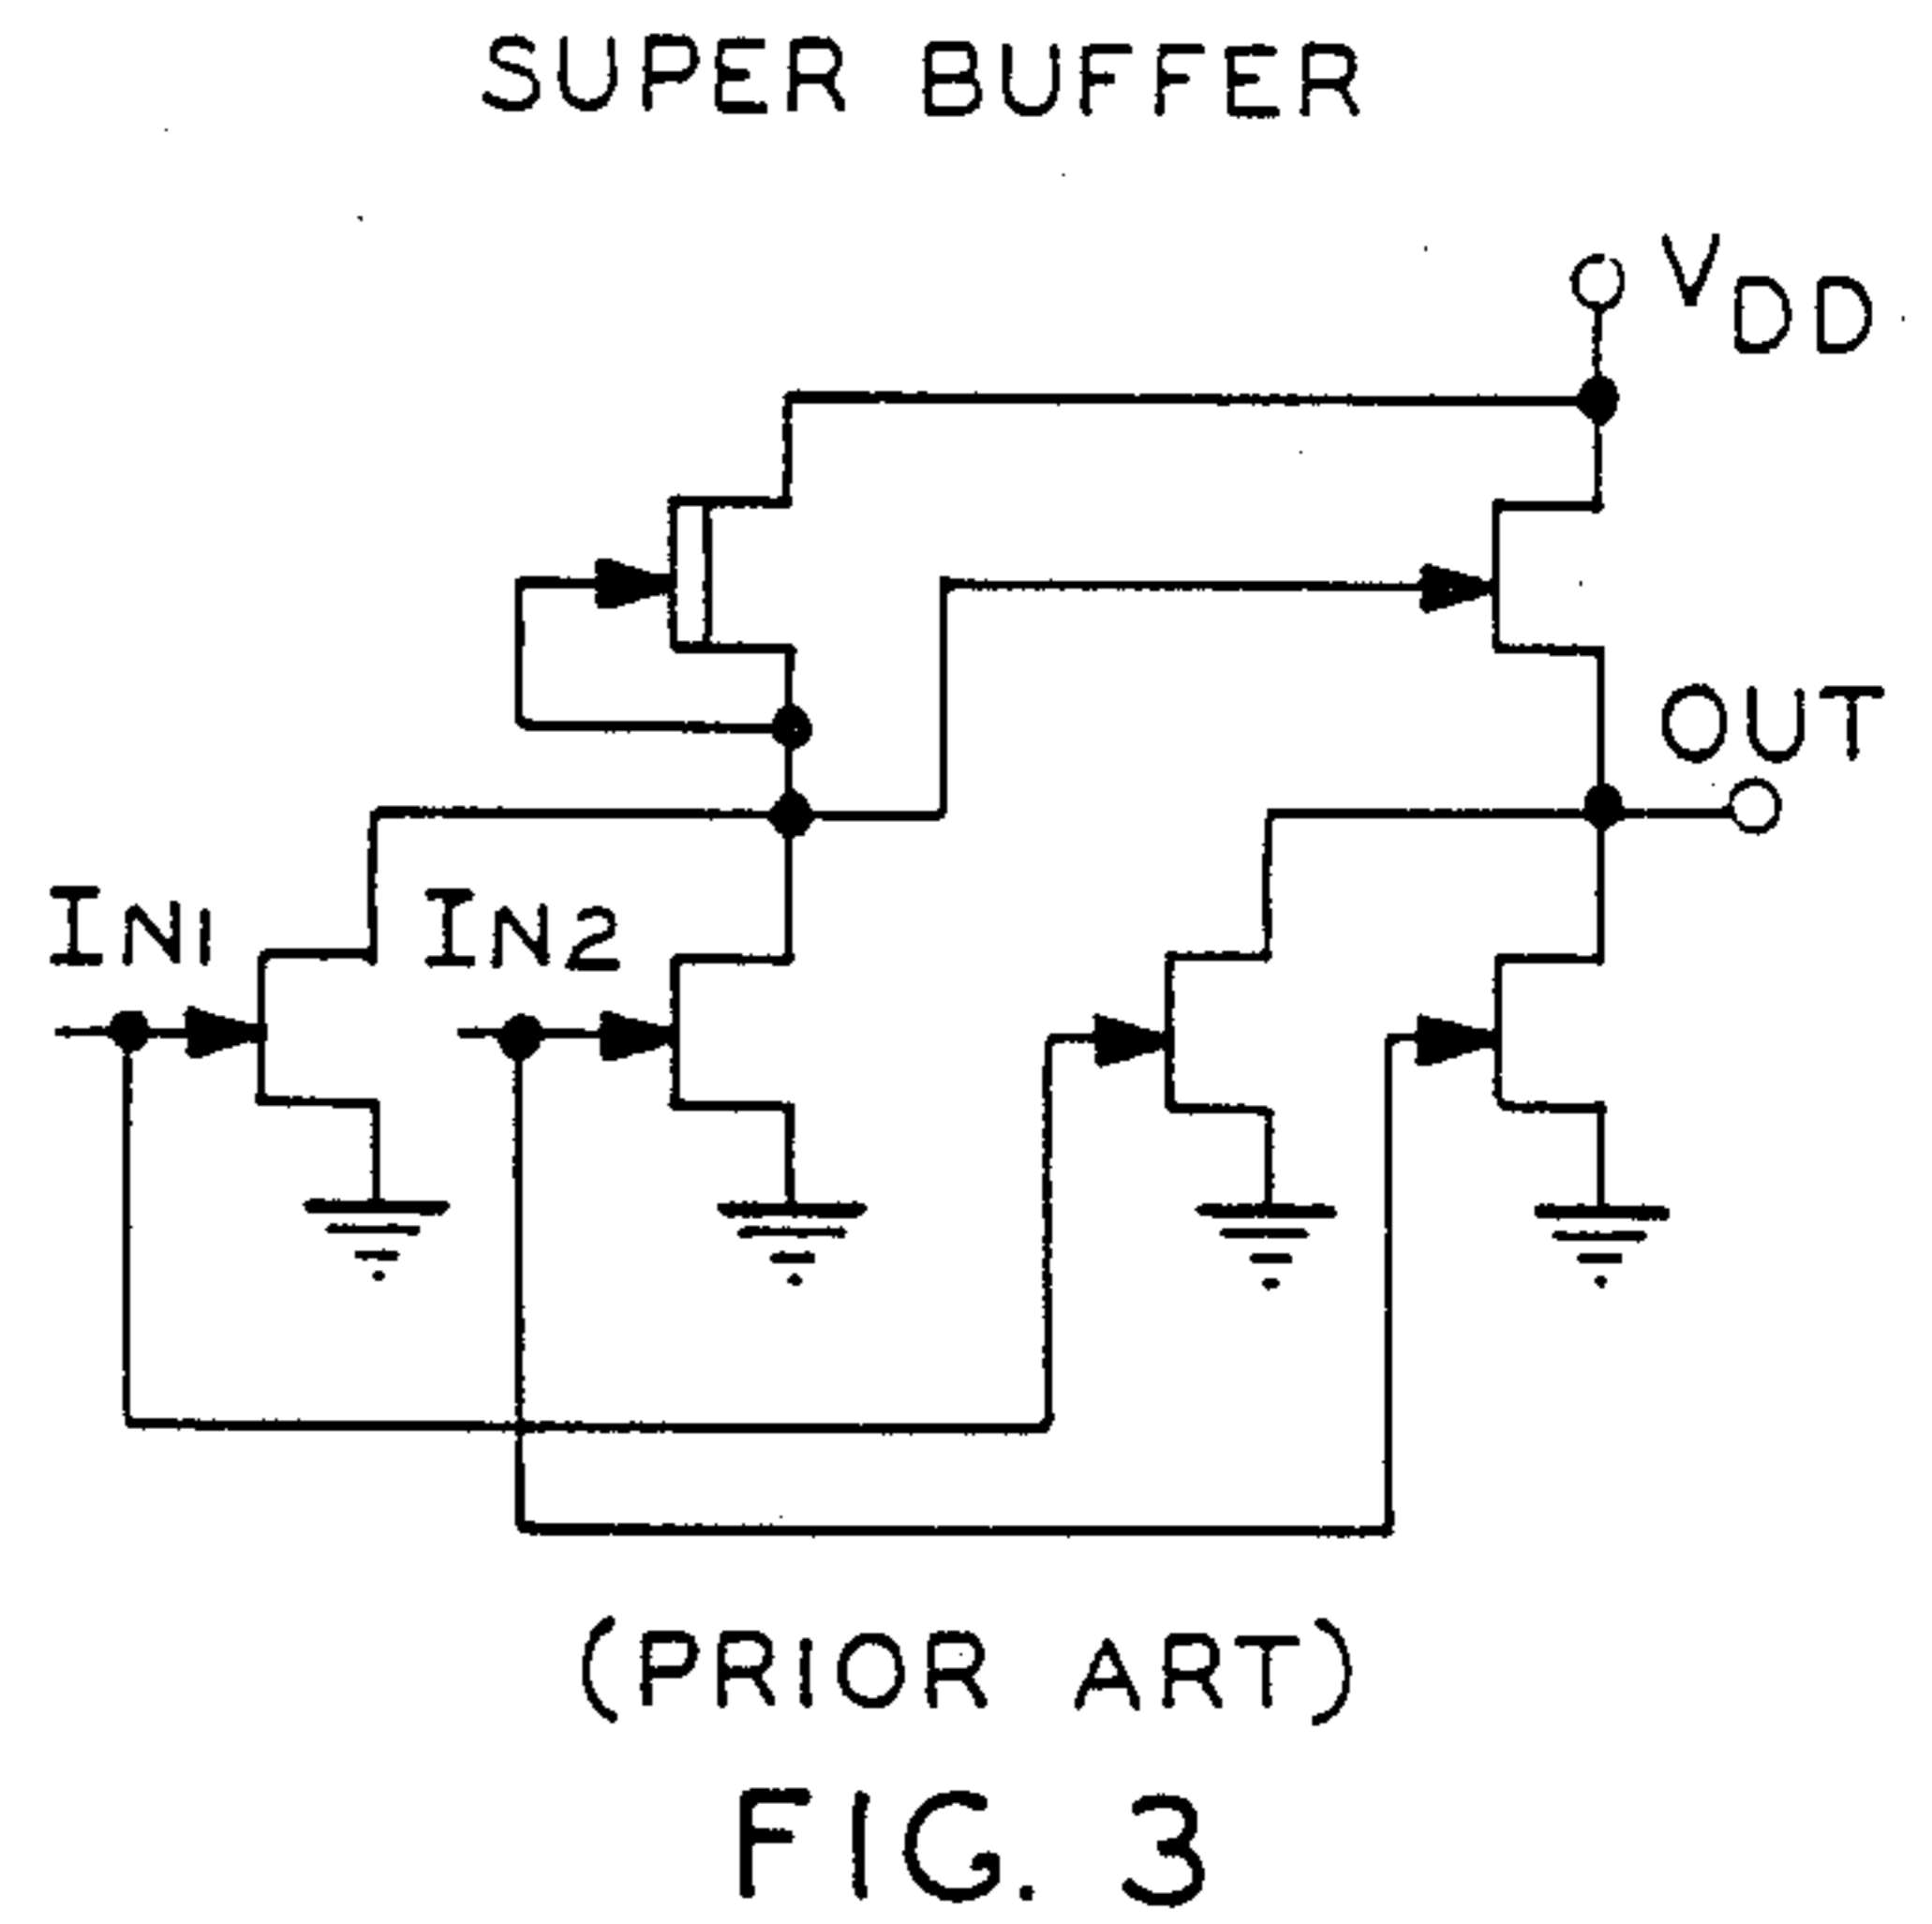 SUPER BUFFER
VDD
OUT
IN1
IN2
(PRIOR ART)
FIG. 3